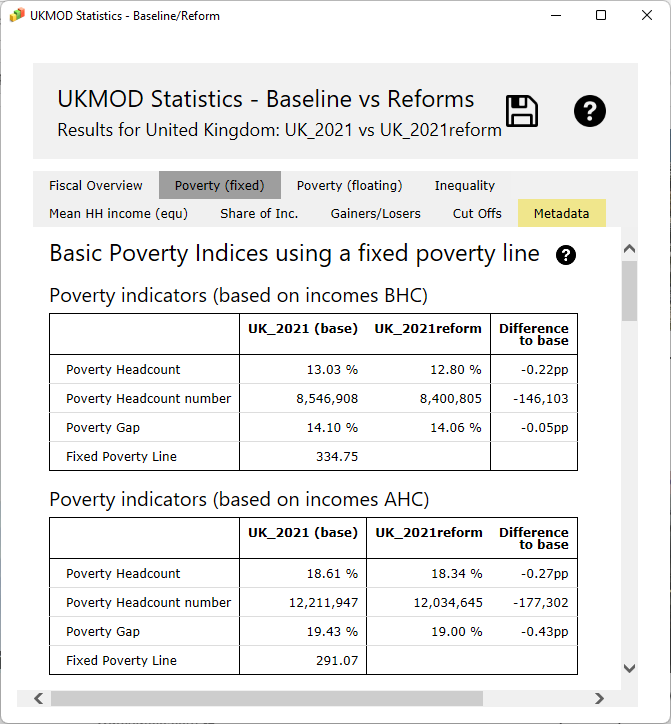 UKMOD Statistics - Baseline/Reform
UKMOD Statistics - Baseline vs Reforms
Results for United Kingdom: UK_2021 vs UK_2021reform
Fiscal Overview Poverty (fixed) Poverty (floating) Inequality
Mean HH income (equ) Share of Inc. Gainers/Losers Cut Offs Metadata
Basic Poverty Indices using a fixed poverty line ?
Poverty indicators (based on incomes BHC)
UK_2021 (base) UK_2021reform Difference
to base
Poverty Headcount 13.03 % 12.80 % -0.22pp
Poverty Headcount number 8,546,908 8,400,805 -146,103
Poverty Gap 14.10 % 14.06 % -0.05pp
Fixed Poverty Line 334.75
Poverty indicators (based on incomes AHC)
UK_2021 (base) UK_2021reform Difference
to base
Poverty Headcount 18.61 % 18.34 % -0.27pp
Poverty Headcount number 12,211,947 12,034,645 -177,302
Poverty Gap 19.43 % 19.00 % -0.43pp
Fixed Poverty Line 291.07